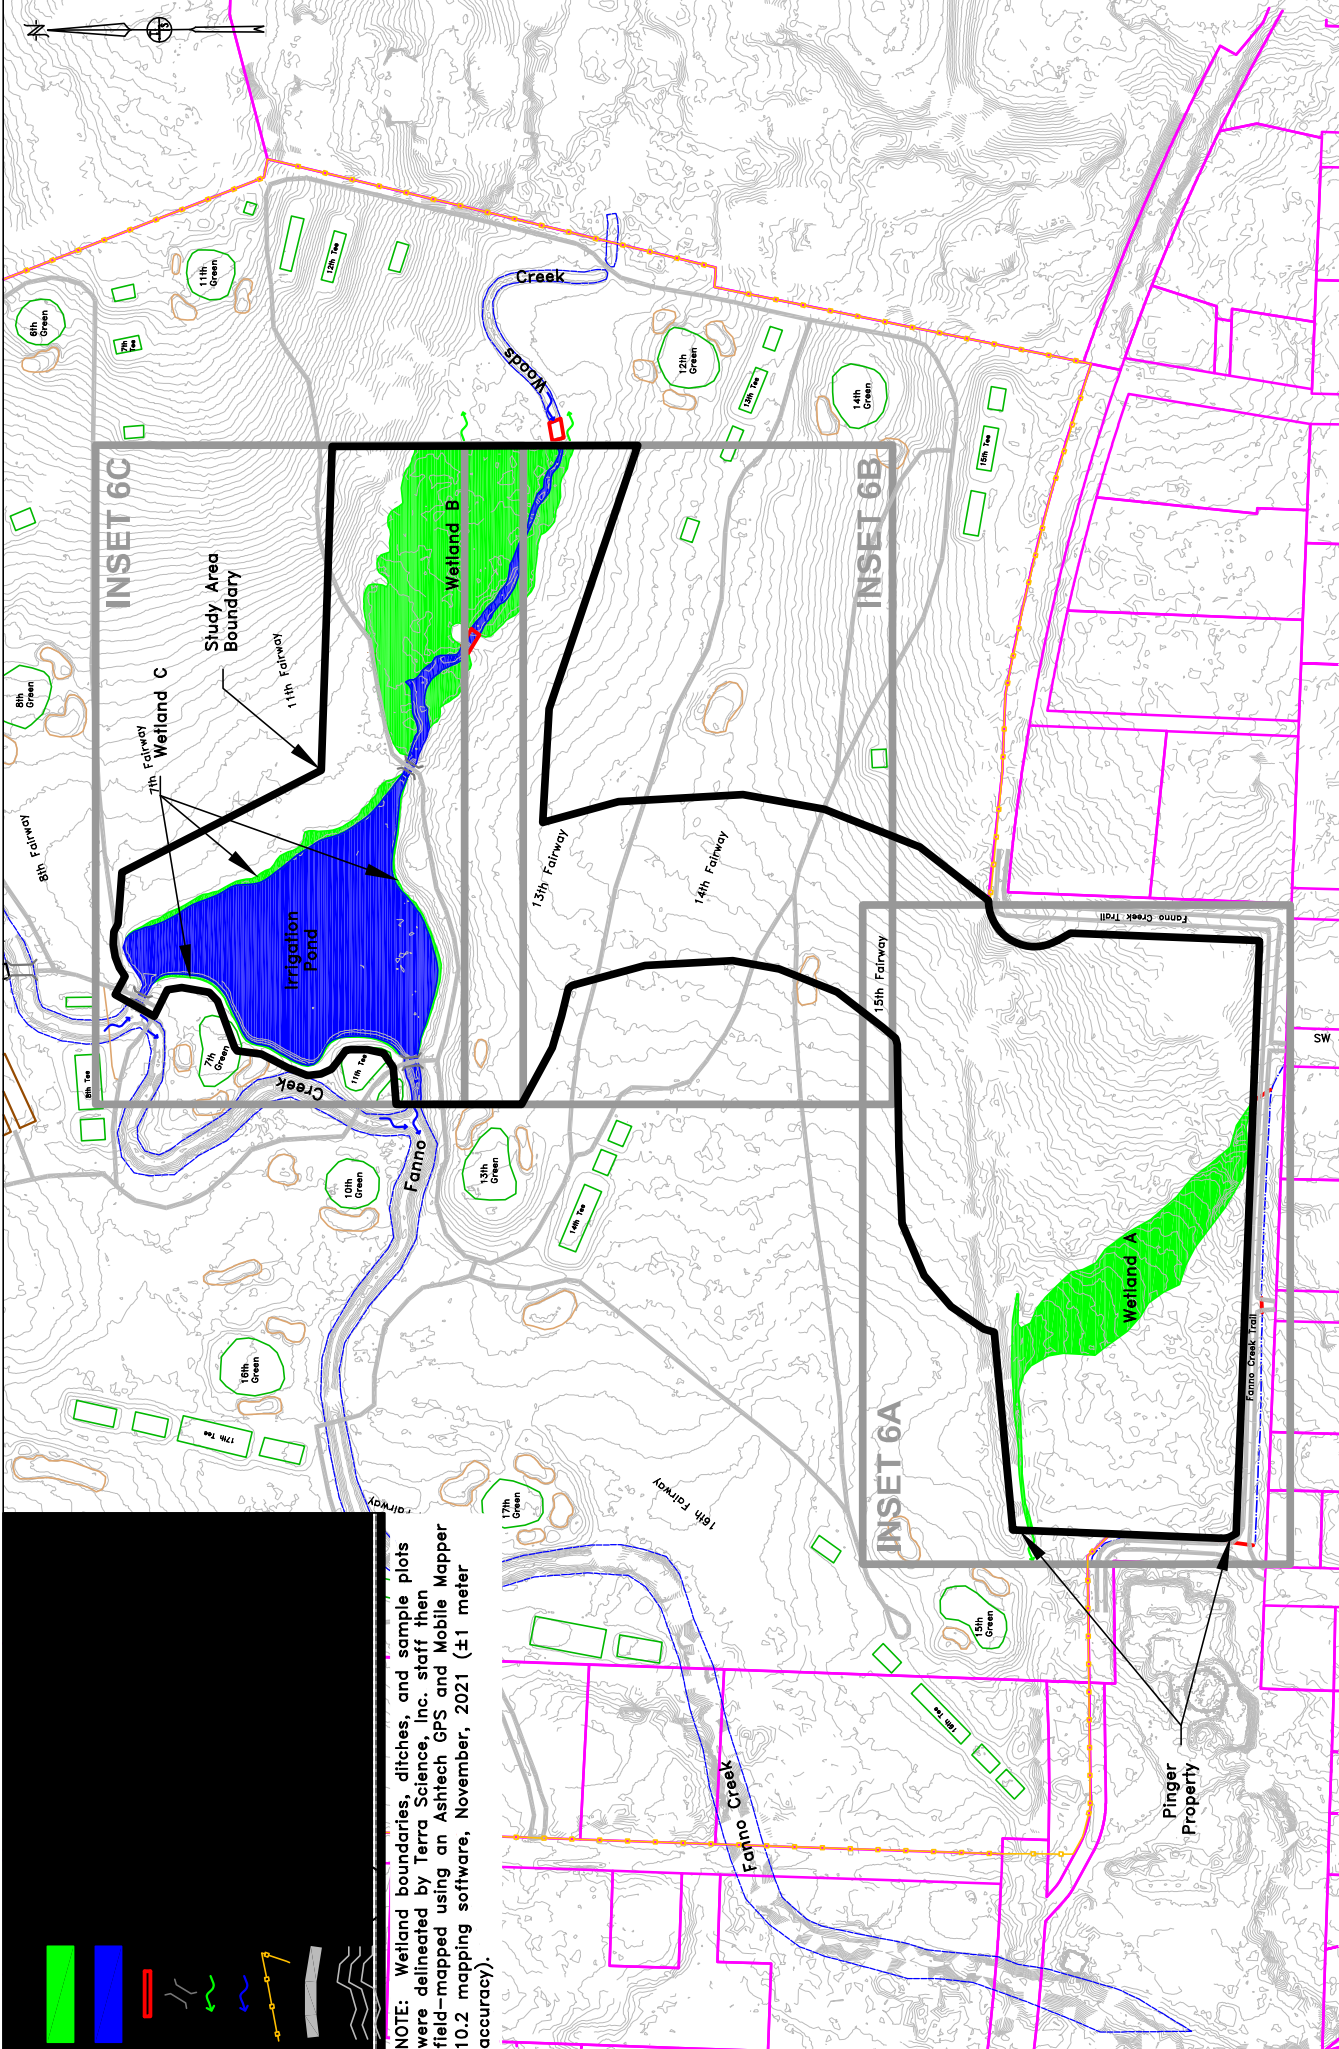 N
S
6th
Green
7th
Tee
11th
Green
12th Tee
Creek
Woods
12th
Green
13th Tee
14th
Green
15th Tee
INSET 6C
INSET 6B
Wetland B
Study Area
Boundary
11th Fairway
8th
Green
7th Fairway
Wetland C
8th Fairway
Irrigation
Pond
13th Fairway
14th Fairway
15th Fairway
Fanno Creek Trail
SW
8th Tee
7th
Green
11th Tee
Creek
Fanno
10th
Green
13th
Green
14th Tee
16th
Green
17th Tee
Wetland A
Fanno Creek Trail
INSET 6A
Fairway
17th
Green
16th Fairway
15th
Green
16th Tee
Pinger
Property
Fanno Creek
NOTE: Wetland boundaries, ditches, and sample plots
were delineated by Terra Science, Inc. staff then
field-mapped using an Ashtech GPS and Mobile Mapper
10.2 mapping software, November, 2021 (±1 meter
accuracy).